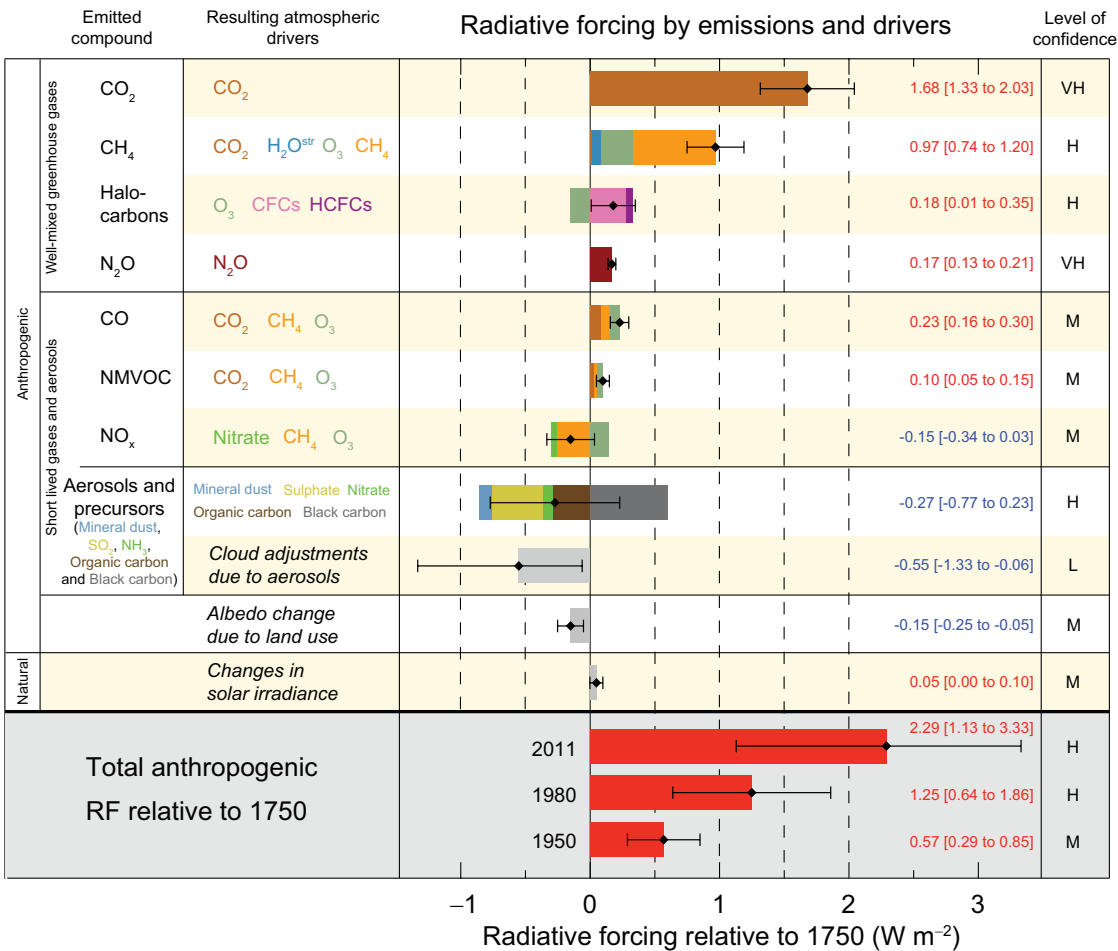 Emitted compound
Resulting atmospheric drivers
Radiative forcing by emissions and drivers
Level of confidence
Anthropogenic
Well-mixed greenhouse gases
CO₂
CO₂
1.68 [1.33 to 2.03]
VH
CH₄
CO₂ H₂Oˢᵗʳ O₃ CH₄
0.97 [0.74 to 1.20]
H
Halo-
carbons
O₃ CFCs HCFCs
0.18 [0.01 to 0.35]
H
N₂O
N₂O
0.17 [0.13 to 0.21]
VH
Short lived gases and aerosols
CO
CO₂ CH₄ O₃
0.23 [0.16 to 0.30]
M
NMVOC
CO₂ CH₄ O₃
0.10 [0.05 to 0.15]
M
NOₓ
Nitrate CH₄ O₃
-0.15 [-0.34 to 0.03]
M
Aerosols and
precursors
(Mineral dust,
SO₂, NH₃,
Organic carbon
and Black carbon)
Mineral dust Sulphate Nitrate
Organic carbon Black carbon
-0.27 [-0.77 to 0.23]
H
Cloud adjustments
due to aerosols
-0.55 [-1.33 to -0.06]
L
Albedo change
due to land use
-0.15 [-0.25 to -0.05]
M
Natural
Changes in
solar irradiance
0.05 [0.00 to 0.10]
M
Total anthropogenic
RF relative to 1750
2011
2.29 [1.13 to 3.33]
H
1980
1.25 [0.64 to 1.86]
H
1950
0.57 [0.29 to 0.85]
M
−1 0 1 2 3
Radiative forcing relative to 1750 (W m⁻²)